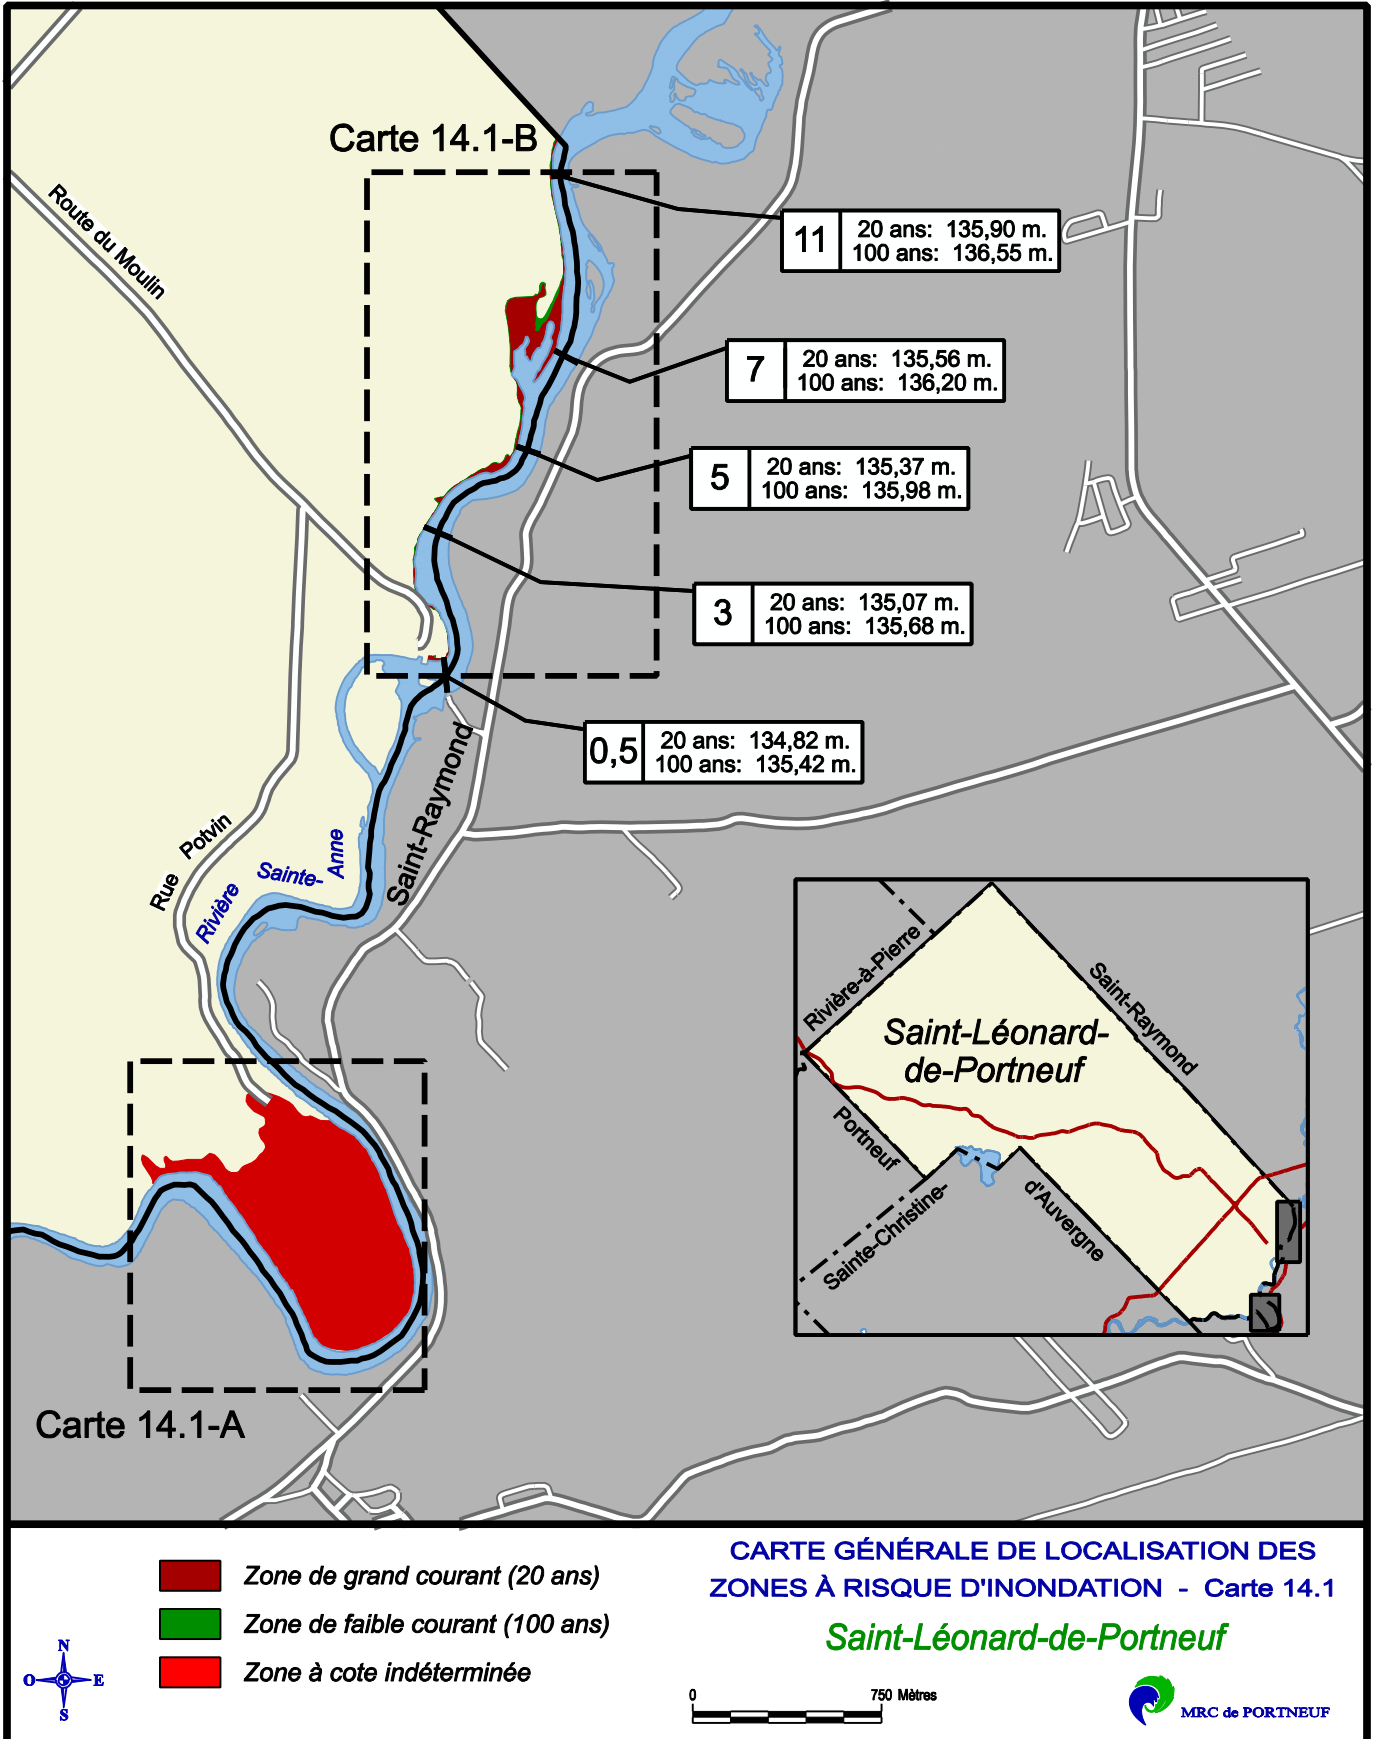 Carte 14.1-B
Route du Moulin
11
20 ans: 135,90 m.
100 ans: 136,55 m.
7
20 ans: 135,56 m.
100 ans: 136,20 m.
5
20 ans: 135,37 m.
100 ans: 135,98 m.
3
20 ans: 135,07 m.
100 ans: 135,68 m.
0,5
20 ans: 134,82 m.
100 ans: 135,42 m.
Saint-Raymond
Rue Potvin
Rivière Sainte-Anne
Rivière-à-Pierre
Saint-Raymond
Saint-Léonard-
de-Portneuf
Portneuf
Sainte-Christine-
d'Auvergne
Carte 14.1-A
Zone de grand courant (20 ans)
Zone de faible courant (100 ans)
Zone à cote indéterminée
N
O E
S
CARTE GÉNÉRALE DE LOCALISATION DES
ZONES À RISQUE D'INONDATION - Carte 14.1
Saint-Léonard-de-Portneuf
0 750 Mètres
MRC de PORTNEUF